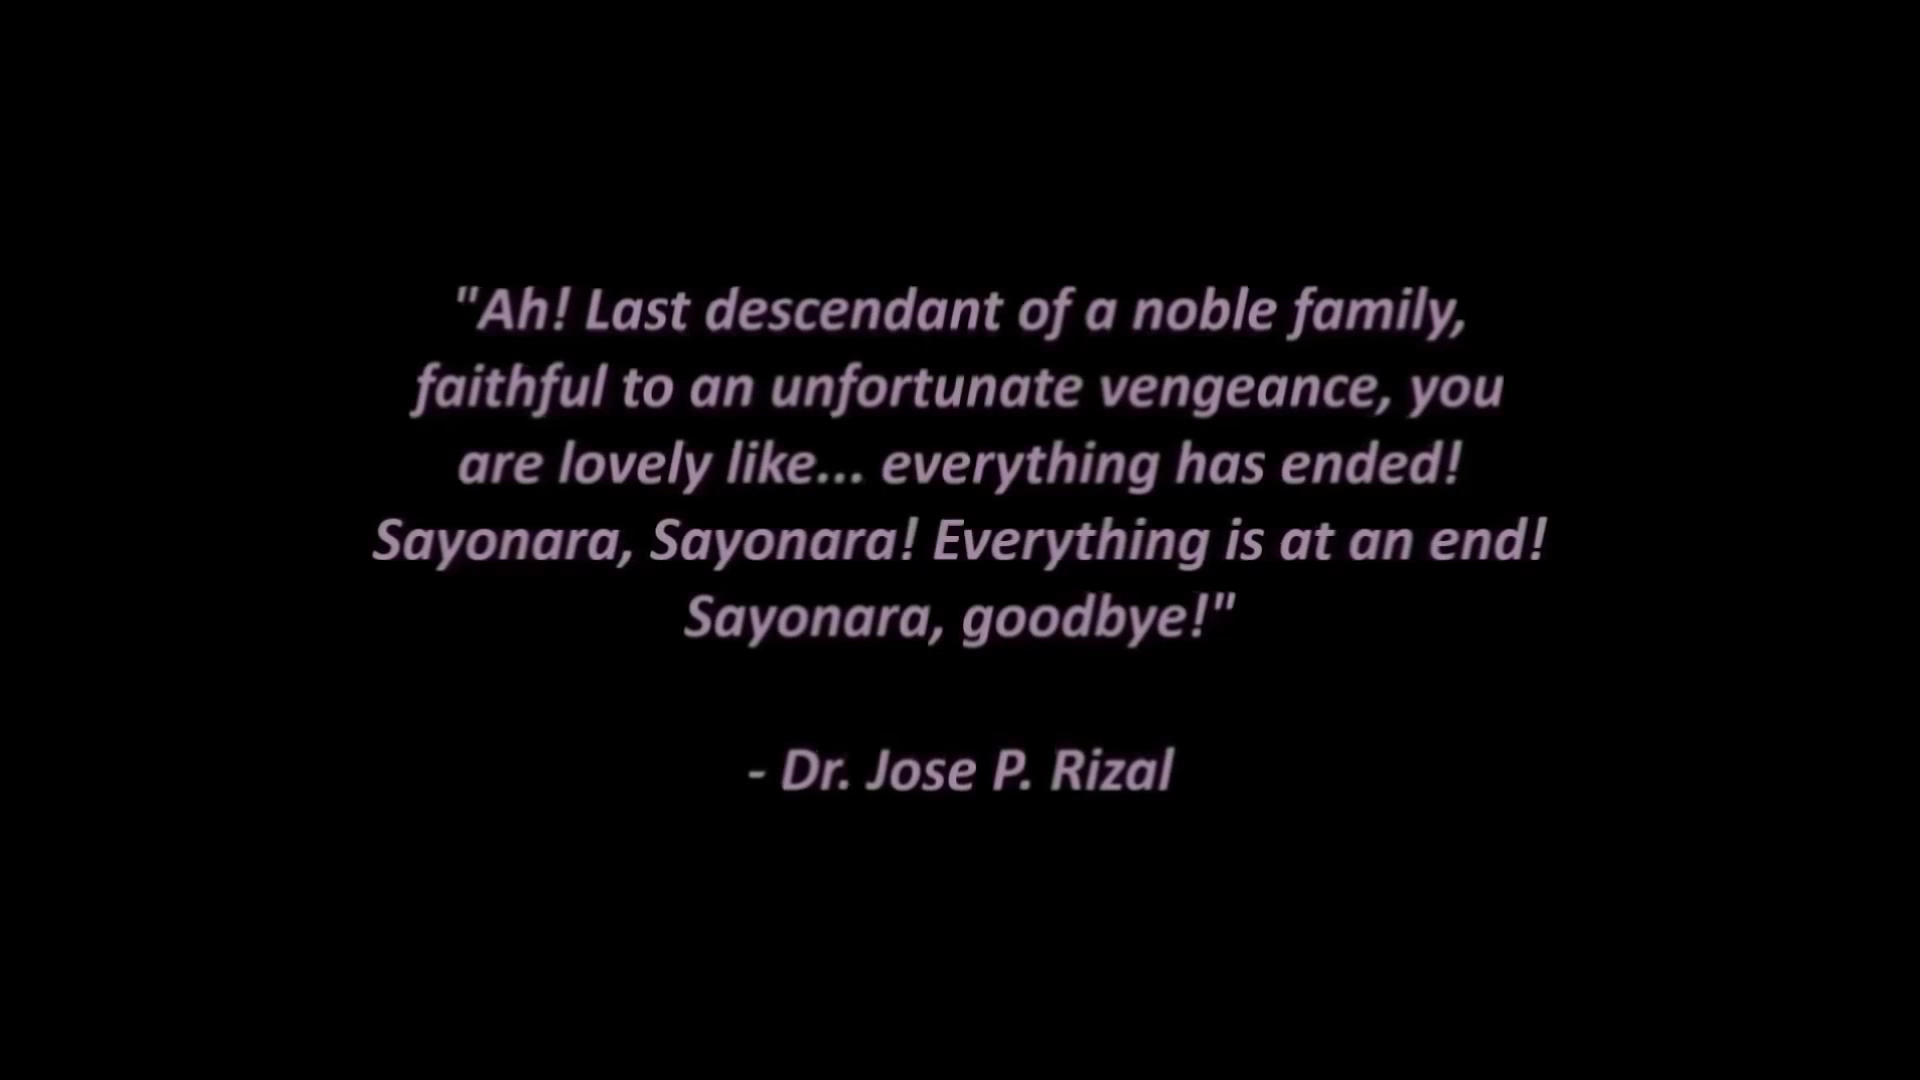 "Ah! Last descendant of a noble family,
faithful to an unfortunate vengeance, you
are lovely like... everything has ended!
Sayonara, Sayonara! Everything is at an end!
Sayonara, goodbye!"
- Dr. Jose P. Rizal